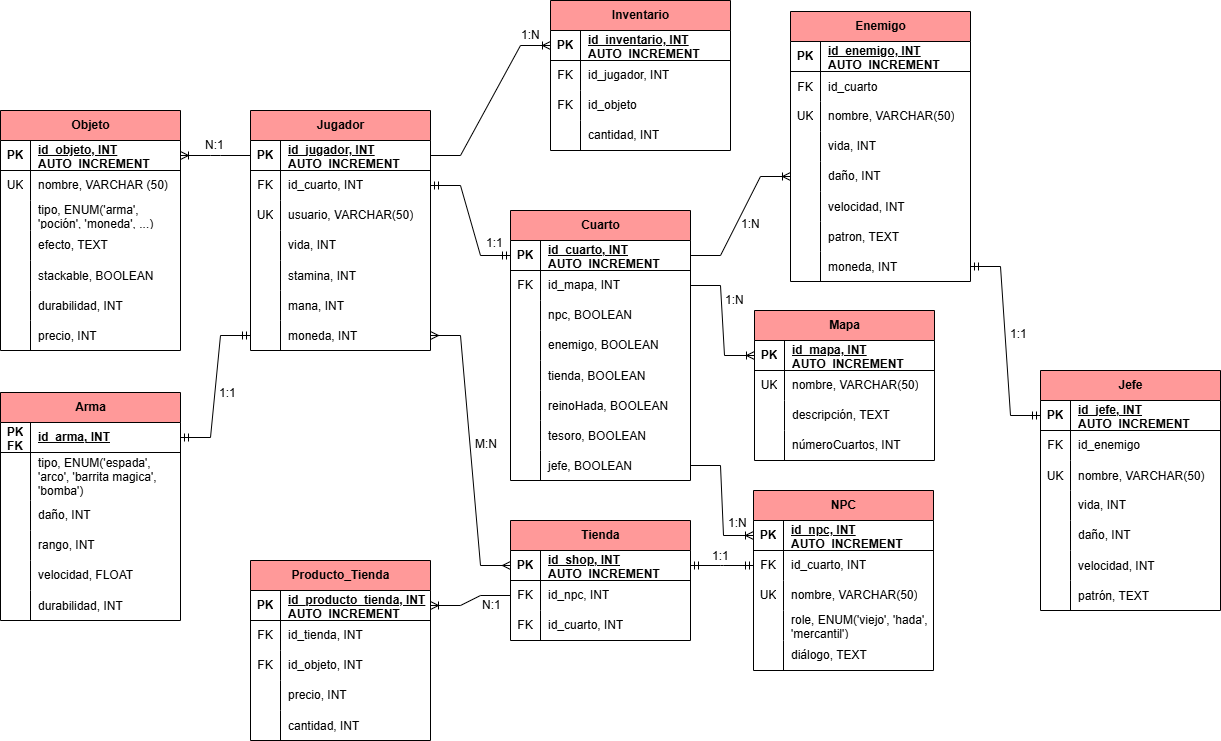 Inventario
PK id_inventario, INT
AUTO_INCREMENT
FK id_jugador, INT
FK id_objeto
cantidad, INT
1:N
Enemigo
PK id_enemigo, INT
AUTO_INCREMENT
FK id_cuarto
UK nombre, VARCHAR(50)
vida, INT
daño, INT
velocidad, INT
patron, TEXT
moneda, INT
Objeto
PK id_objeto, INT
AUTO_INCREMENT
UK nombre, VARCHAR (50)
tipo, ENUM('arma',
'poción', 'moneda', ...)
efecto, TEXT
stackable, BOOLEAN
durabilidad, INT
precio, INT
N:1
Jugador
PK id_jugador, INT
AUTO_INCREMENT
FK id_cuarto, INT
UK usuario, VARCHAR(50)
vida, INT
stamina, INT
mana, INT
moneda, INT
1:1
Cuarto
PK id_cuarto, INT
AUTO_INCREMENT
FK id_mapa, INT
npc, BOOLEAN
enemigo, BOOLEAN
tienda, BOOLEAN
reinoHada, BOOLEAN
tesoro, BOOLEAN
jefe, BOOLEAN
1:N
1:N
Mapa
PK id_mapa, INT
AUTO_INCREMENT
UK nombre, VARCHAR(50)
descripción, TEXT
númeroCuartos, INT
1:1
Jefe
PK id_jefe, INT
AUTO_INCREMENT
FK id_enemigo
UK nombre, VARCHAR(50)
vida, INT
daño, INT
velocidad, INT
patrón, TEXT
1:1
Arma
PK
FK id_arma, INT
tipo, ENUM('espada',
'arco', 'barrita magica',
'bomba')
daño, INT
rango, INT
velocidad, FLOAT
durabilidad, INT
M:N
1:N
NPC
PK id_npc, INT
AUTO_INCREMENT
FK id_cuarto, INT
UK nombre, VARCHAR(50)
role, ENUM('viejo', 'hada',
'mercantil')
diálogo, TEXT
1:1
Tienda
PK id_shop, INT
AUTO_INCREMENT
FK id_npc, INT
FK id_cuarto, INT
N:1
Producto_Tienda
PK id_producto_tienda, INT
AUTO_INCREMENT
FK id_tienda, INT
FK id_objeto, INT
precio, INT
cantidad, INT